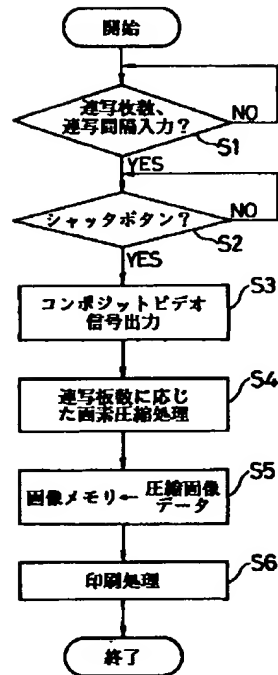 開始
連写枚数、
連写間隔入力?
NO
S1
YES
シャッタボタン?
NO
S2
YES
S3
コンポジットビデオ
信号出力
S4
連写板数に応じ
た画素圧縮処理
S5
画像メモリ← 圧縮画像
データ
S6
印刷処理
終了